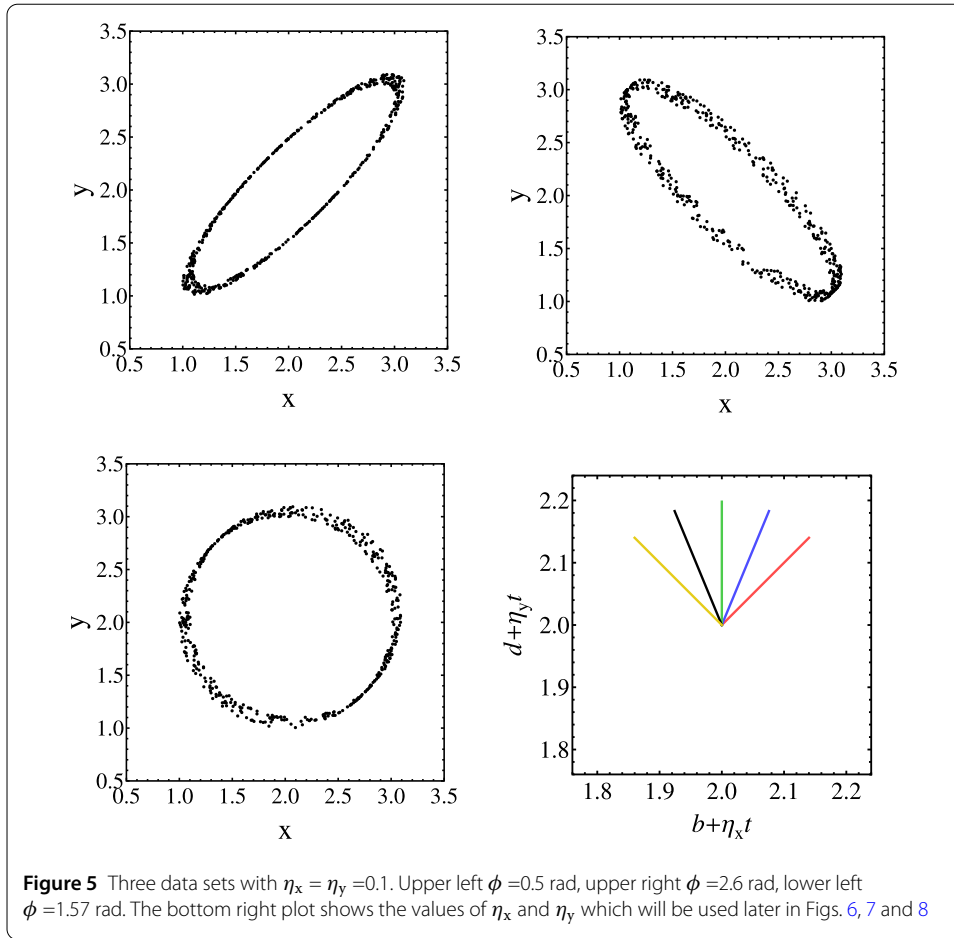 3.5
3.0
2.5
2.0
1.5
1.0
0.5
y
0.5 1.0 1.5 2.0 2.5 3.0 3.5
x
3.5
3.0
2.5
2.0
1.5
1.0
0.5
y
0.5 1.0 1.5 2.0 2.5 3.0 3.5
x
3.5
3.0
2.5
2.0
1.5
1.0
0.5
y
0.5 1.0 1.5 2.0 2.5 3.0 3.5
x
2.2
2.1
2.0
1.9
1.8
d+ηyt
1.8 1.9 2.0 2.1 2.2
b+ηxt
Figure 5 Three data sets with ηx = ηy =0.1. Upper left ϕ =0.5 rad, upper right ϕ =2.6 rad, lower left
ϕ =1.57 rad. The bottom right plot shows the values of ηx and ηy which will be used later in Figs. 6, 7 and 8